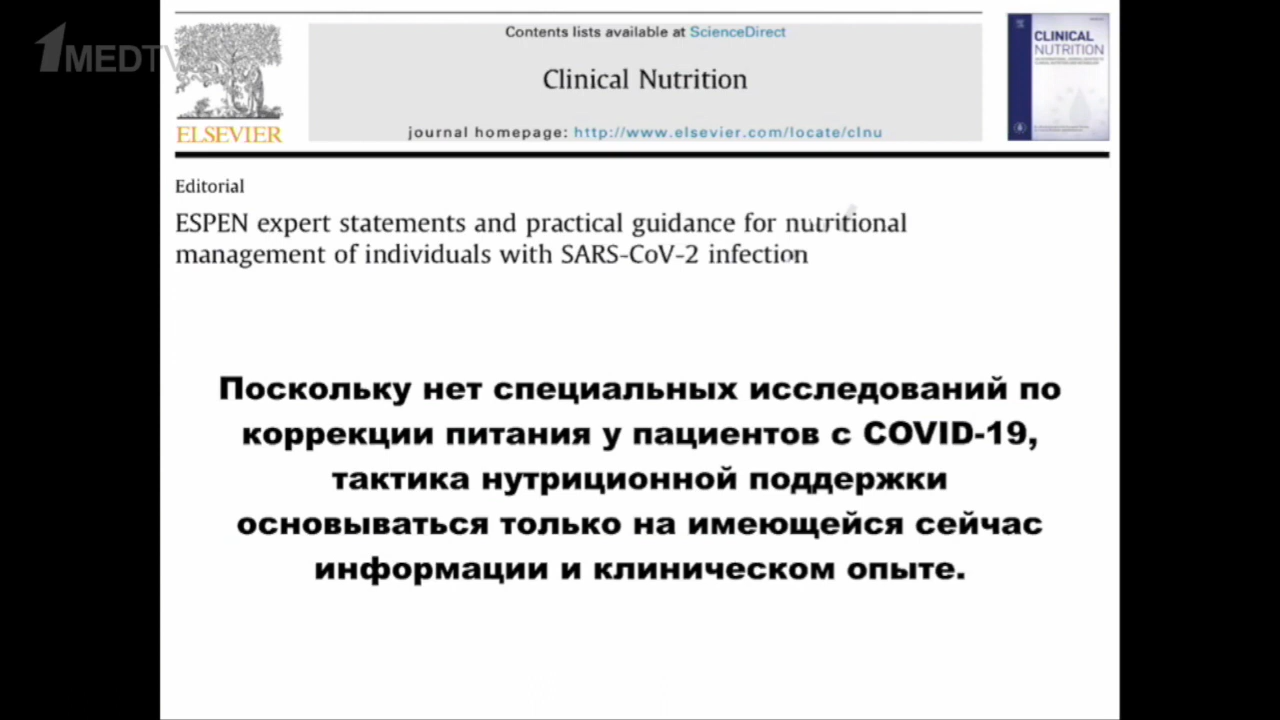 1MEDTV
Contents lists available at ScienceDirect
Clinical Nutrition
journal homepage: http://www.elsevier.com/locate/clnu
ELSEVIER
CLINICAL
NUTRITION
Editorial
ESPEN expert statements and practical guidance for nutritional
management of individuals with SARS-CoV-2 infection
Поскольку нет специальных исследований по
коррекции питания у пациентов с COVID-19,
тактика нутриционной поддержки
основываться только на имеющейся сейчас
информации и клиническом опыте.